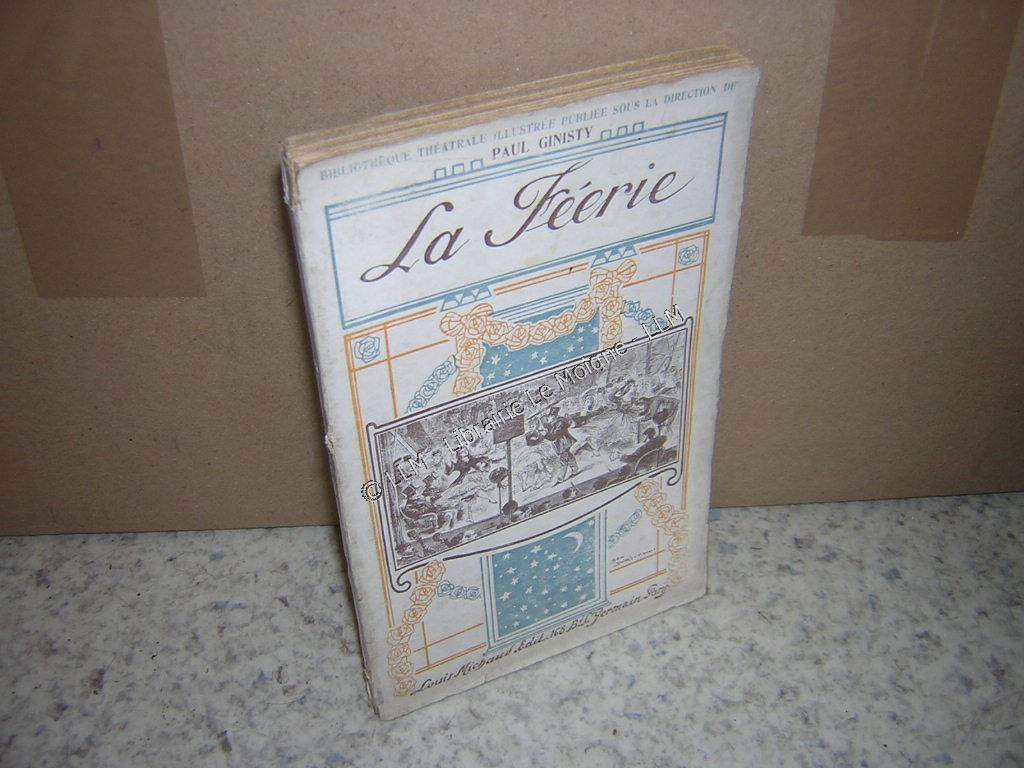 BIBLIOTHÈQUE THÉATRALE ILLUSTRÉE PUBLIÉE SOUS LA DIRECTION DE
PAUL GINISTY
La Féerie
© LLM - Librairie Le Moigne - LLM
Louis Michaud Edit. 168 Bd St Germain Paris